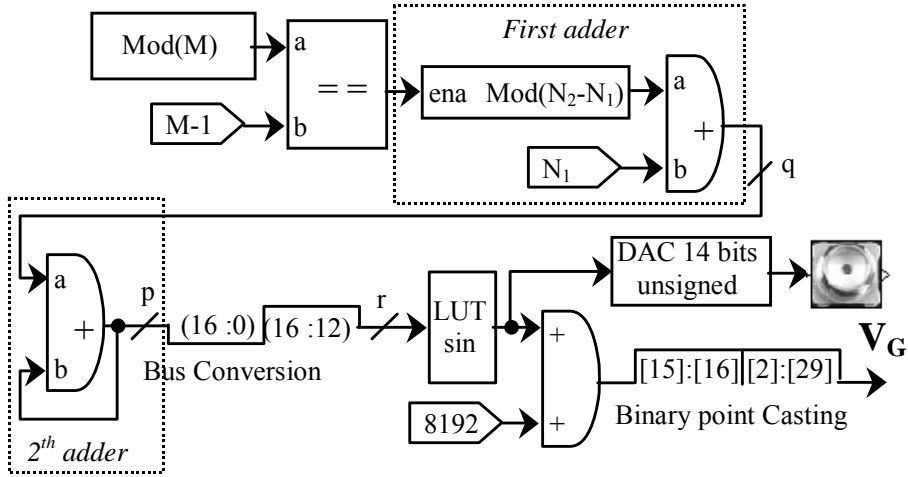 First adder
Mod(M)
a
= =
b
M-1
ena Mod(N₂-N₁)
a
+
b
N₁
q
a
+
b
2th adder
p
(16 :0)
(16 :12)
Bus Conversion
r
LUT
sin
DAC 14 bits
unsigned
V_G
+
+
8192
[15]:[16] [2]:[29]
Binary point Casting